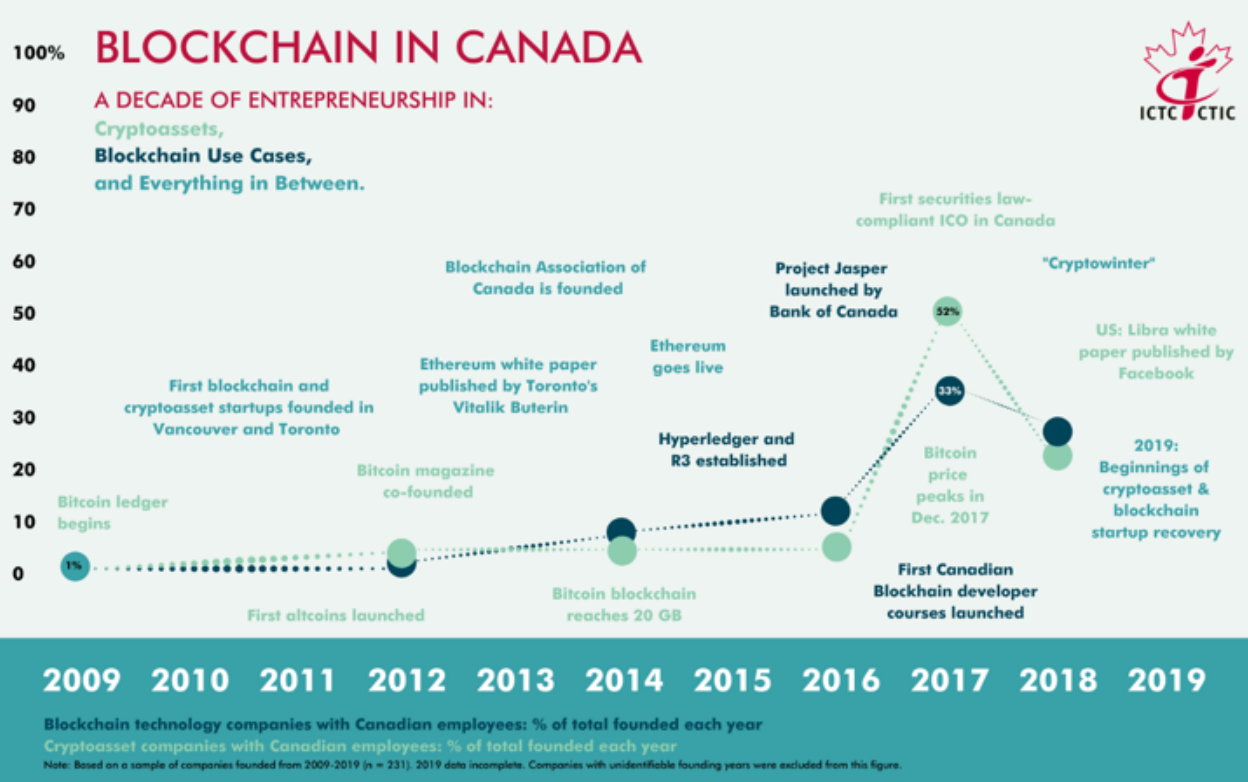 BLOCKCHAIN IN CANADA
A DECADE OF ENTREPRENEURSHIP IN:
Cryptoassets,
Blockchain Use Cases,
and Everything in Between.
ICTC CTIC
100%
90
80
70
60
50
40
30
20
10
0
Bitcoin ledger
begins
1%
First blockchain and
cryptoasset startups founded in
Vancouver and Toronto
First altcoins launched
Bitcoin magazine
co-founded
Ethereum white paper
published by Toronto's
Vitalik Buterin
Blockchain Association of
Canada is founded
Bitcoin blockchain
reaches 20 GB
Ethereum
goes live
Hyperledger and
R3 established
Project Jasper
launched by
Bank of Canada
First securities law-
compliant ICO in Canada
52%
33%
Bitcoin
price
peaks in
Dec. 2017
First Canadian
Blockhain developer
courses launched
"Cryptowinter"
US: Libra white
paper published by
Facebook
2019:
Beginnings of
cryptoasset &
blockchain
startup recovery
2009 2010 2011 2012 2013 2014 2015 2016 2017 2018 2019
Blockchain technology companies with Canadian employees: % of total founded each year
Cryptoasset companies with Canadian employees: % of total founded each year
Note: Based on a sample of companies founded from 2009-2019 (n = 231). 2019 data incomplete. Companies with unidentifiable founding years were excluded from this figure.